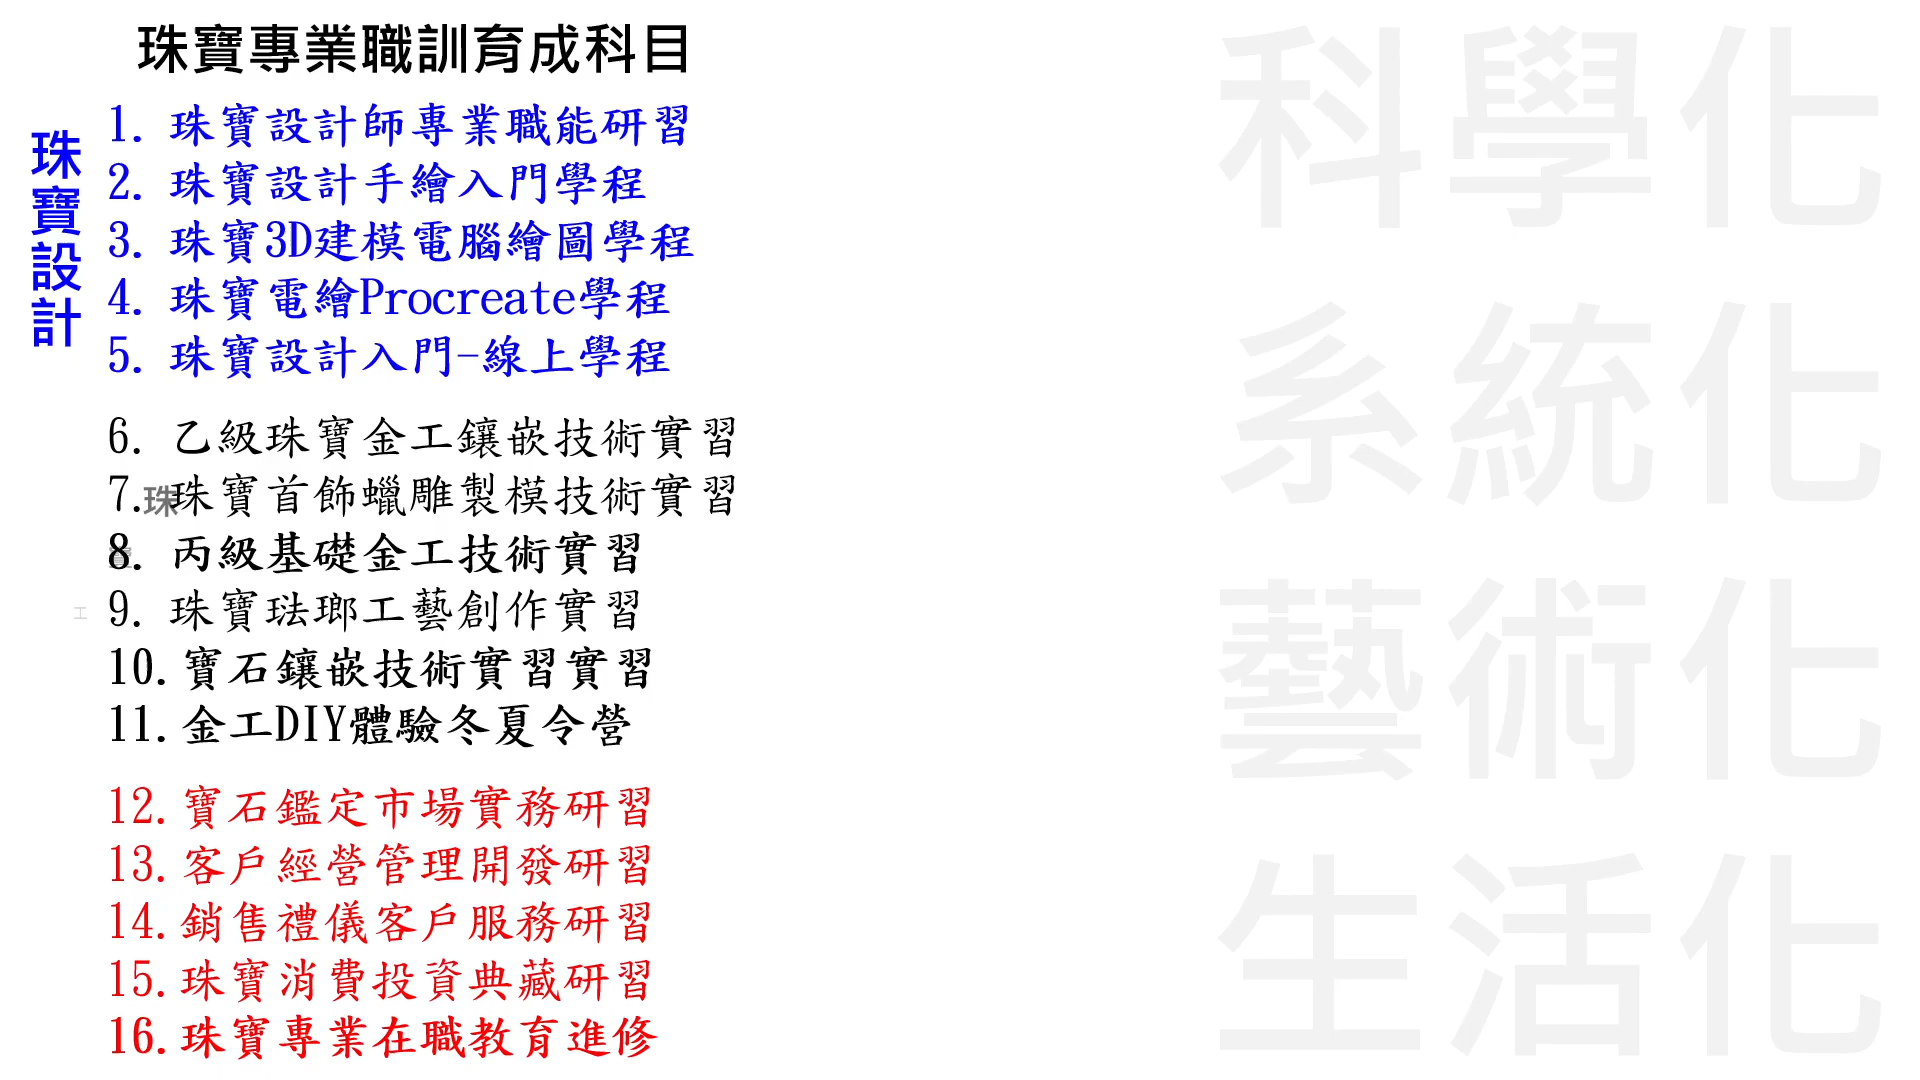 珠寶專業職訓育成科目
珠寶設計
1. 珠寶設計師專業職能研習
2. 珠寶設計手繪入門學程
3. 珠寶3D建模電腦繪圖學程
4. 珠寶電繪Procreate學程
5. 珠寶設計入門-線上學程
6. 乙級珠寶金工鑲嵌技術實習
7. 珠寶首飾蠟雕製模技術實習
8. 丙級基礎金工技術實習
9. 珠寶琺瑯工藝創作實習
10. 寶石鑲嵌技術實習實習
11. 金工DIY體驗冬夏令營
12. 寶石鑑定市場實務研習
13. 客戶經營管理開發研習
14. 銷售禮儀客戶服務研習
15. 珠寶消費投資典藏研習
16. 珠寶專業在職教育進修
珠
寶
工
科學化
系統化
藝術化
生活化